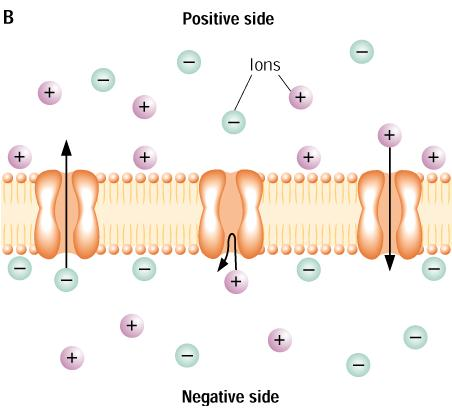 B
Positive side
Ions
+ − − −
+ + + −
+ + + + +
− − − − −
+
+ + −
+ − −
Negative side